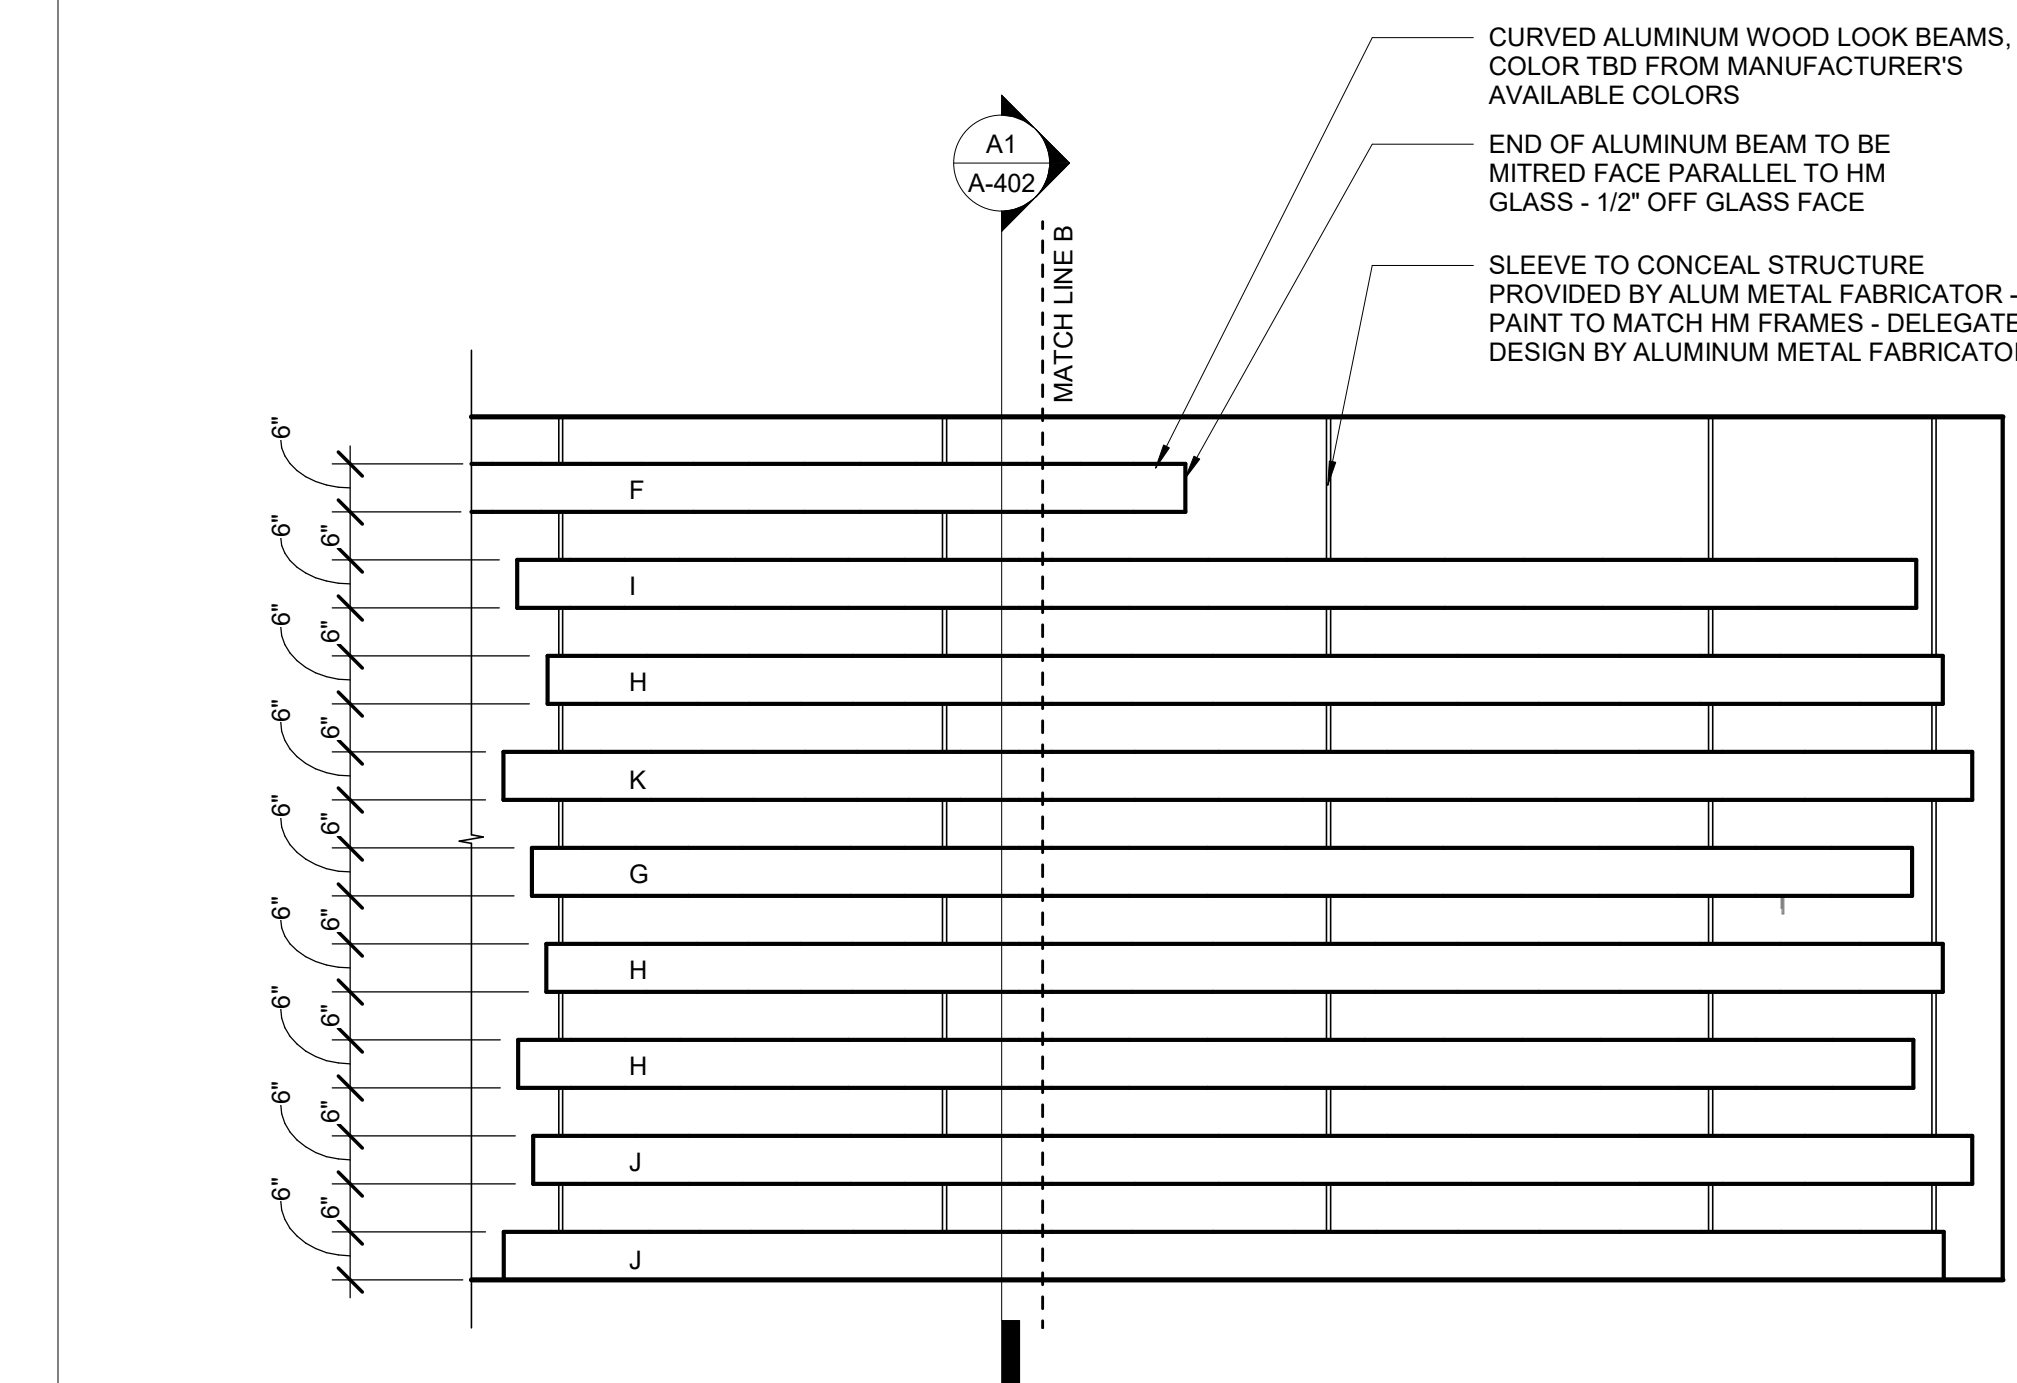 CURVED ALUMINUM WOOD LOOK BEAMS,
COLOR TBD FROM MANUFACTURER'S
AVAILABLE COLORS
A1
A-402
END OF ALUMINUM BEAM TO BE
MITRED FACE PARALLEL TO HM
GLASS - 1/2" OFF GLASS FACE
MATCH LINE B
SLEEVE TO CONCEAL STRUCTURE
PROVIDED BY ALUM METAL FABRICATOR -
PAINT TO MATCH HM FRAMES - DELEGATE
DESIGN BY ALUMINUM METAL FABRICATO
6"
F
6"
6"
I
6"
6"
H
6"
6"
K
6"
6"
G
6"
6"
H
6"
6"
H
6"
6"
J
6"
6"
J